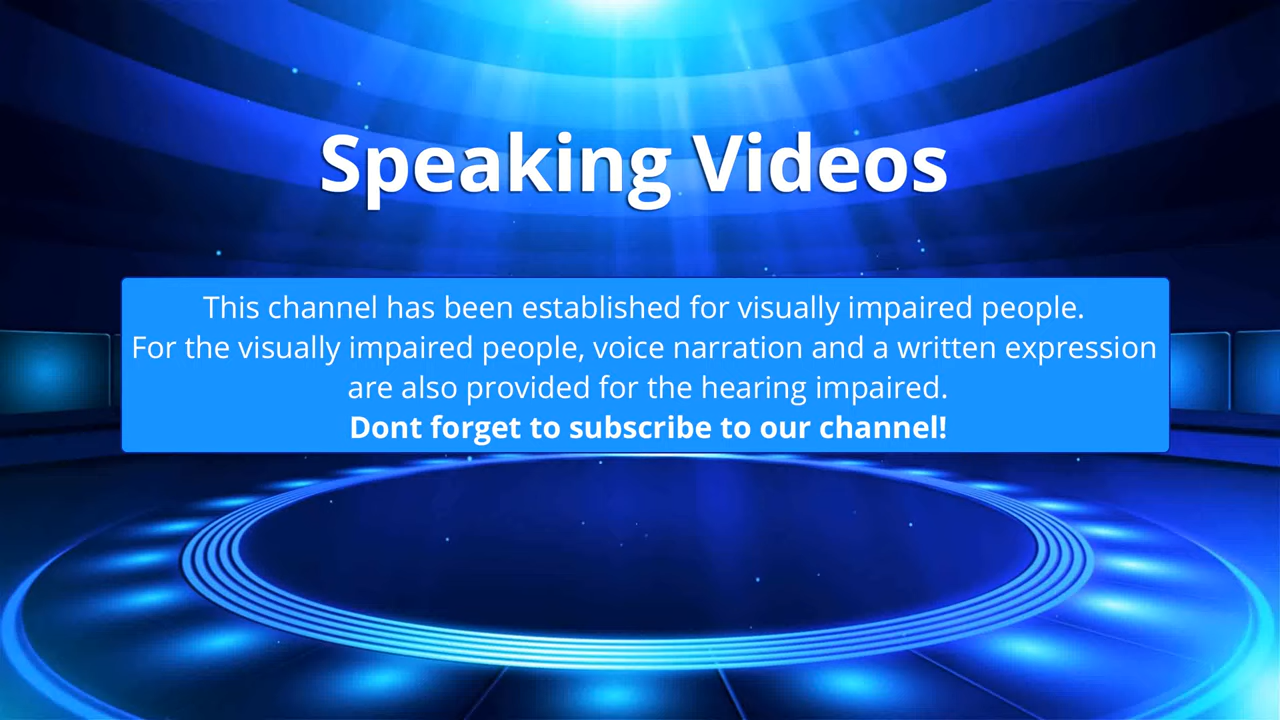 Speaking Videos
This channel has been established for visually impaired people.
For the visually impaired people, voice narration and a written expression
are also provided for the hearing impaired.
Dont forget to subscribe to our channel!